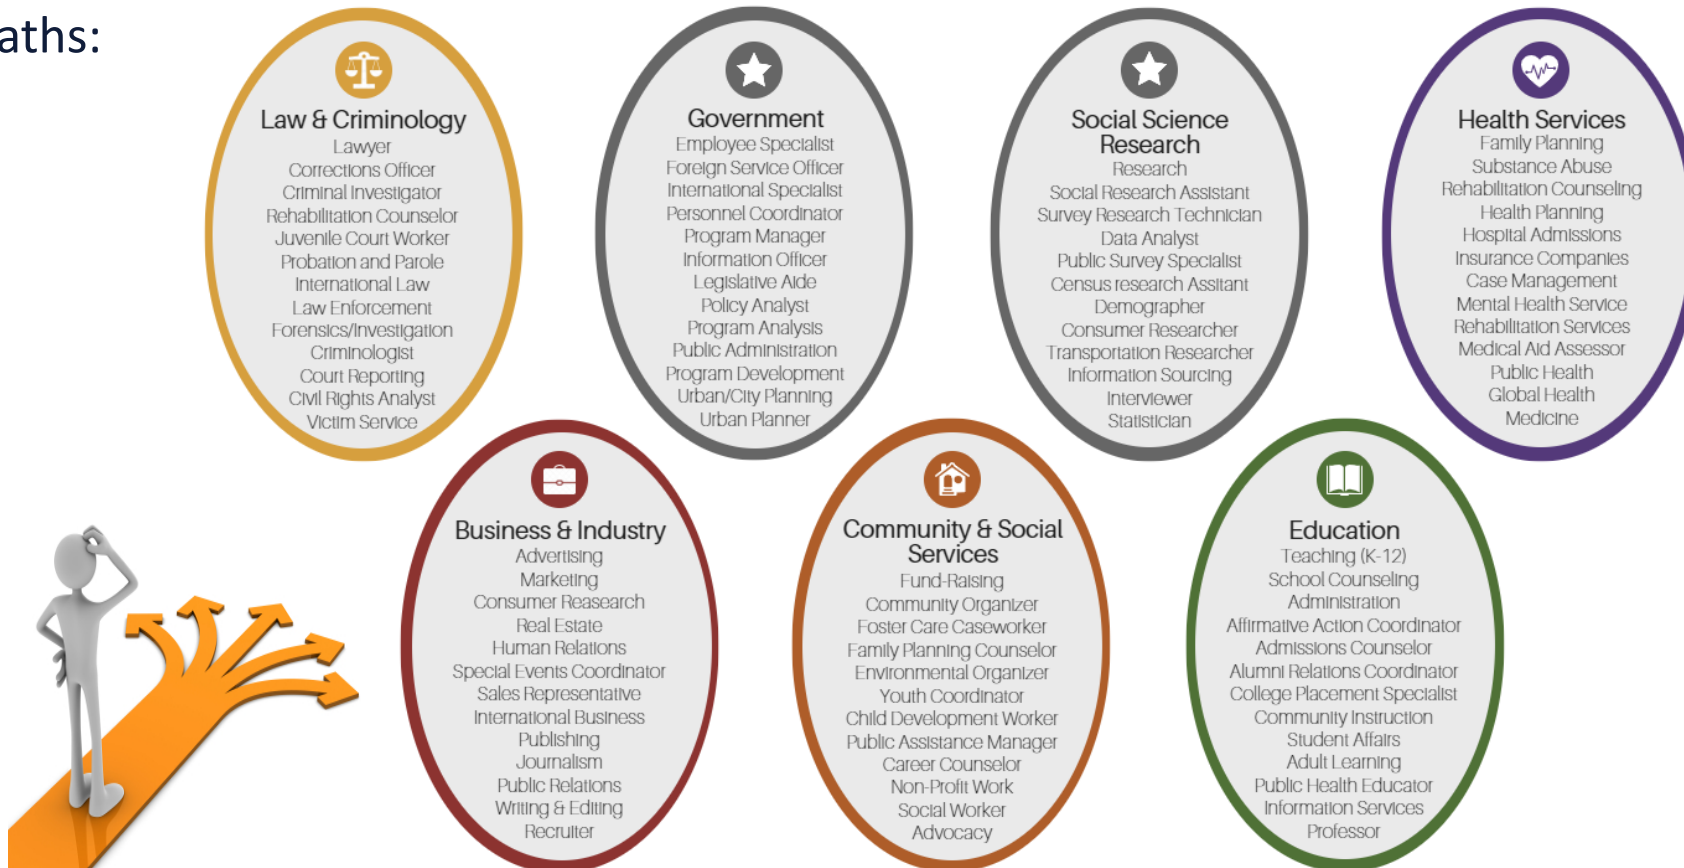 aths:
Law & Criminology
Lawyer
Corrections Officer
Criminal Investigator
Rehabilitation Counselor
Juvenile Court Worker
Probation and Parole
International Law
Law Enforcement
Forensics/Investigation
Criminologist
Court Reporting
Civil Rights Analyst
Victim Service
Government
Employee Specialist
Foreign Service Officer
International Specialist
Personnel Coordinator
Program Manager
Information Officer
Legislative Aide
Policy Analyst
Program Analysis
Public Administration
Program Development
Urban/City Planning
Urban Planner
Social Science
Research
Research
Social Research Assistant
Survey Research Technician
Data Analyst
Public Survey Specialist
Census research Assitant
Demographer
Consumer Researcher
Transportation Researcher
Information Sourcing
Interviewer
Statistician
Health Services
Family Planning
Substance Abuse
Rehabilitation Counseling
Health Planning
Hospital Admissions
Insurance Companies
Case Management
Mental Health Service
Rehabilitation Services
Medical Aid Assessor
Public Health
Global Health
Medicine
Business & Industry
Advertising
Marketing
Consumer Reasearch
Real Estate
Human Relations
Special Events Coordinator
Sales Representative
International Business
Publishing
Journalism
Public Relations
Writing & Editing
Recruiter
Community & Social
Services
Fund-Raising
Community Organizer
Foster Care Caseworker
Family Planning Counselor
Environmental Organizer
Youth Coordinator
Child Development Worker
Public Assistance Manager
Career Counselor
Non-Profit Work
Social Worker
Advocacy
Education
Teaching (K-12)
School Counseling
Administration
Affirmative Action Coordinator
Admissions Counselor
Alumni Relations Coordinator
College Placement Specialist
Community Instruction
Student Affairs
Adult Learning
Public Health Educator
Information Services
Professor